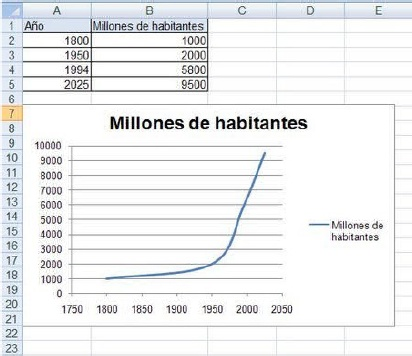 A B C D E
1 Año Millones de habitantes
2 1800 1000
3 1950 2000
4 1994 5800
5 2025 9500
6
7
8 Millones de habitantes
9
10 10000
11 9000
12 8000
13 7000
14 6000
15 5000
16 4000
17 3000
18 2000
19 1000
20 0
21 1750 1800 1850 1900 1950 2000 2050
22
23
Millones de
habitantes